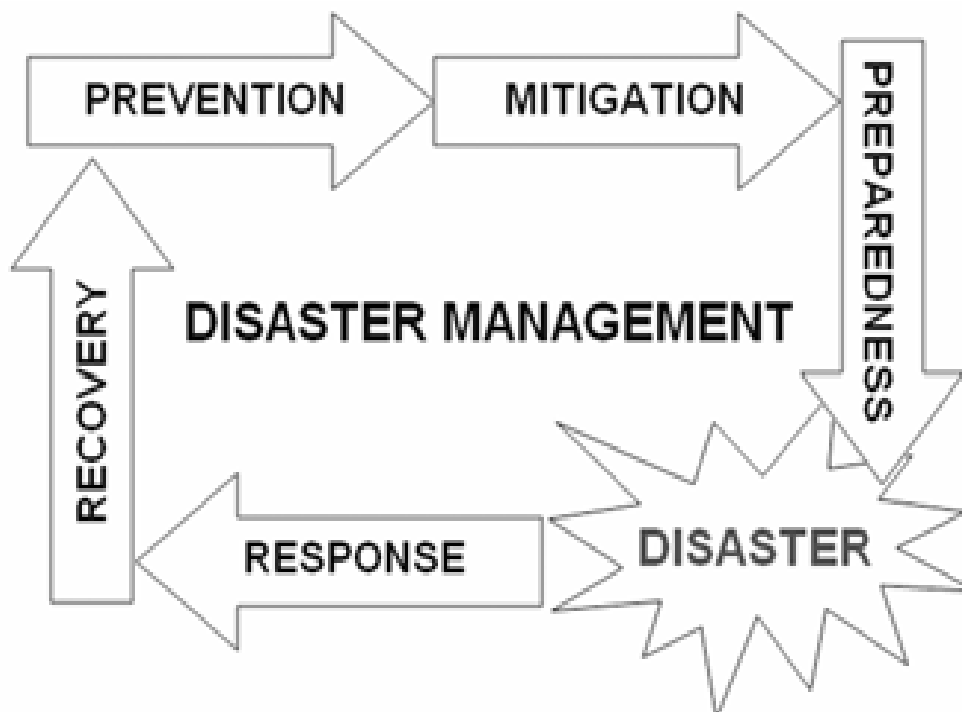 PREVENTION
MITIGATION
PREPAREDNESS
DISASTER MANAGEMENT
RECOVERY
RESPONSE
DISASTER